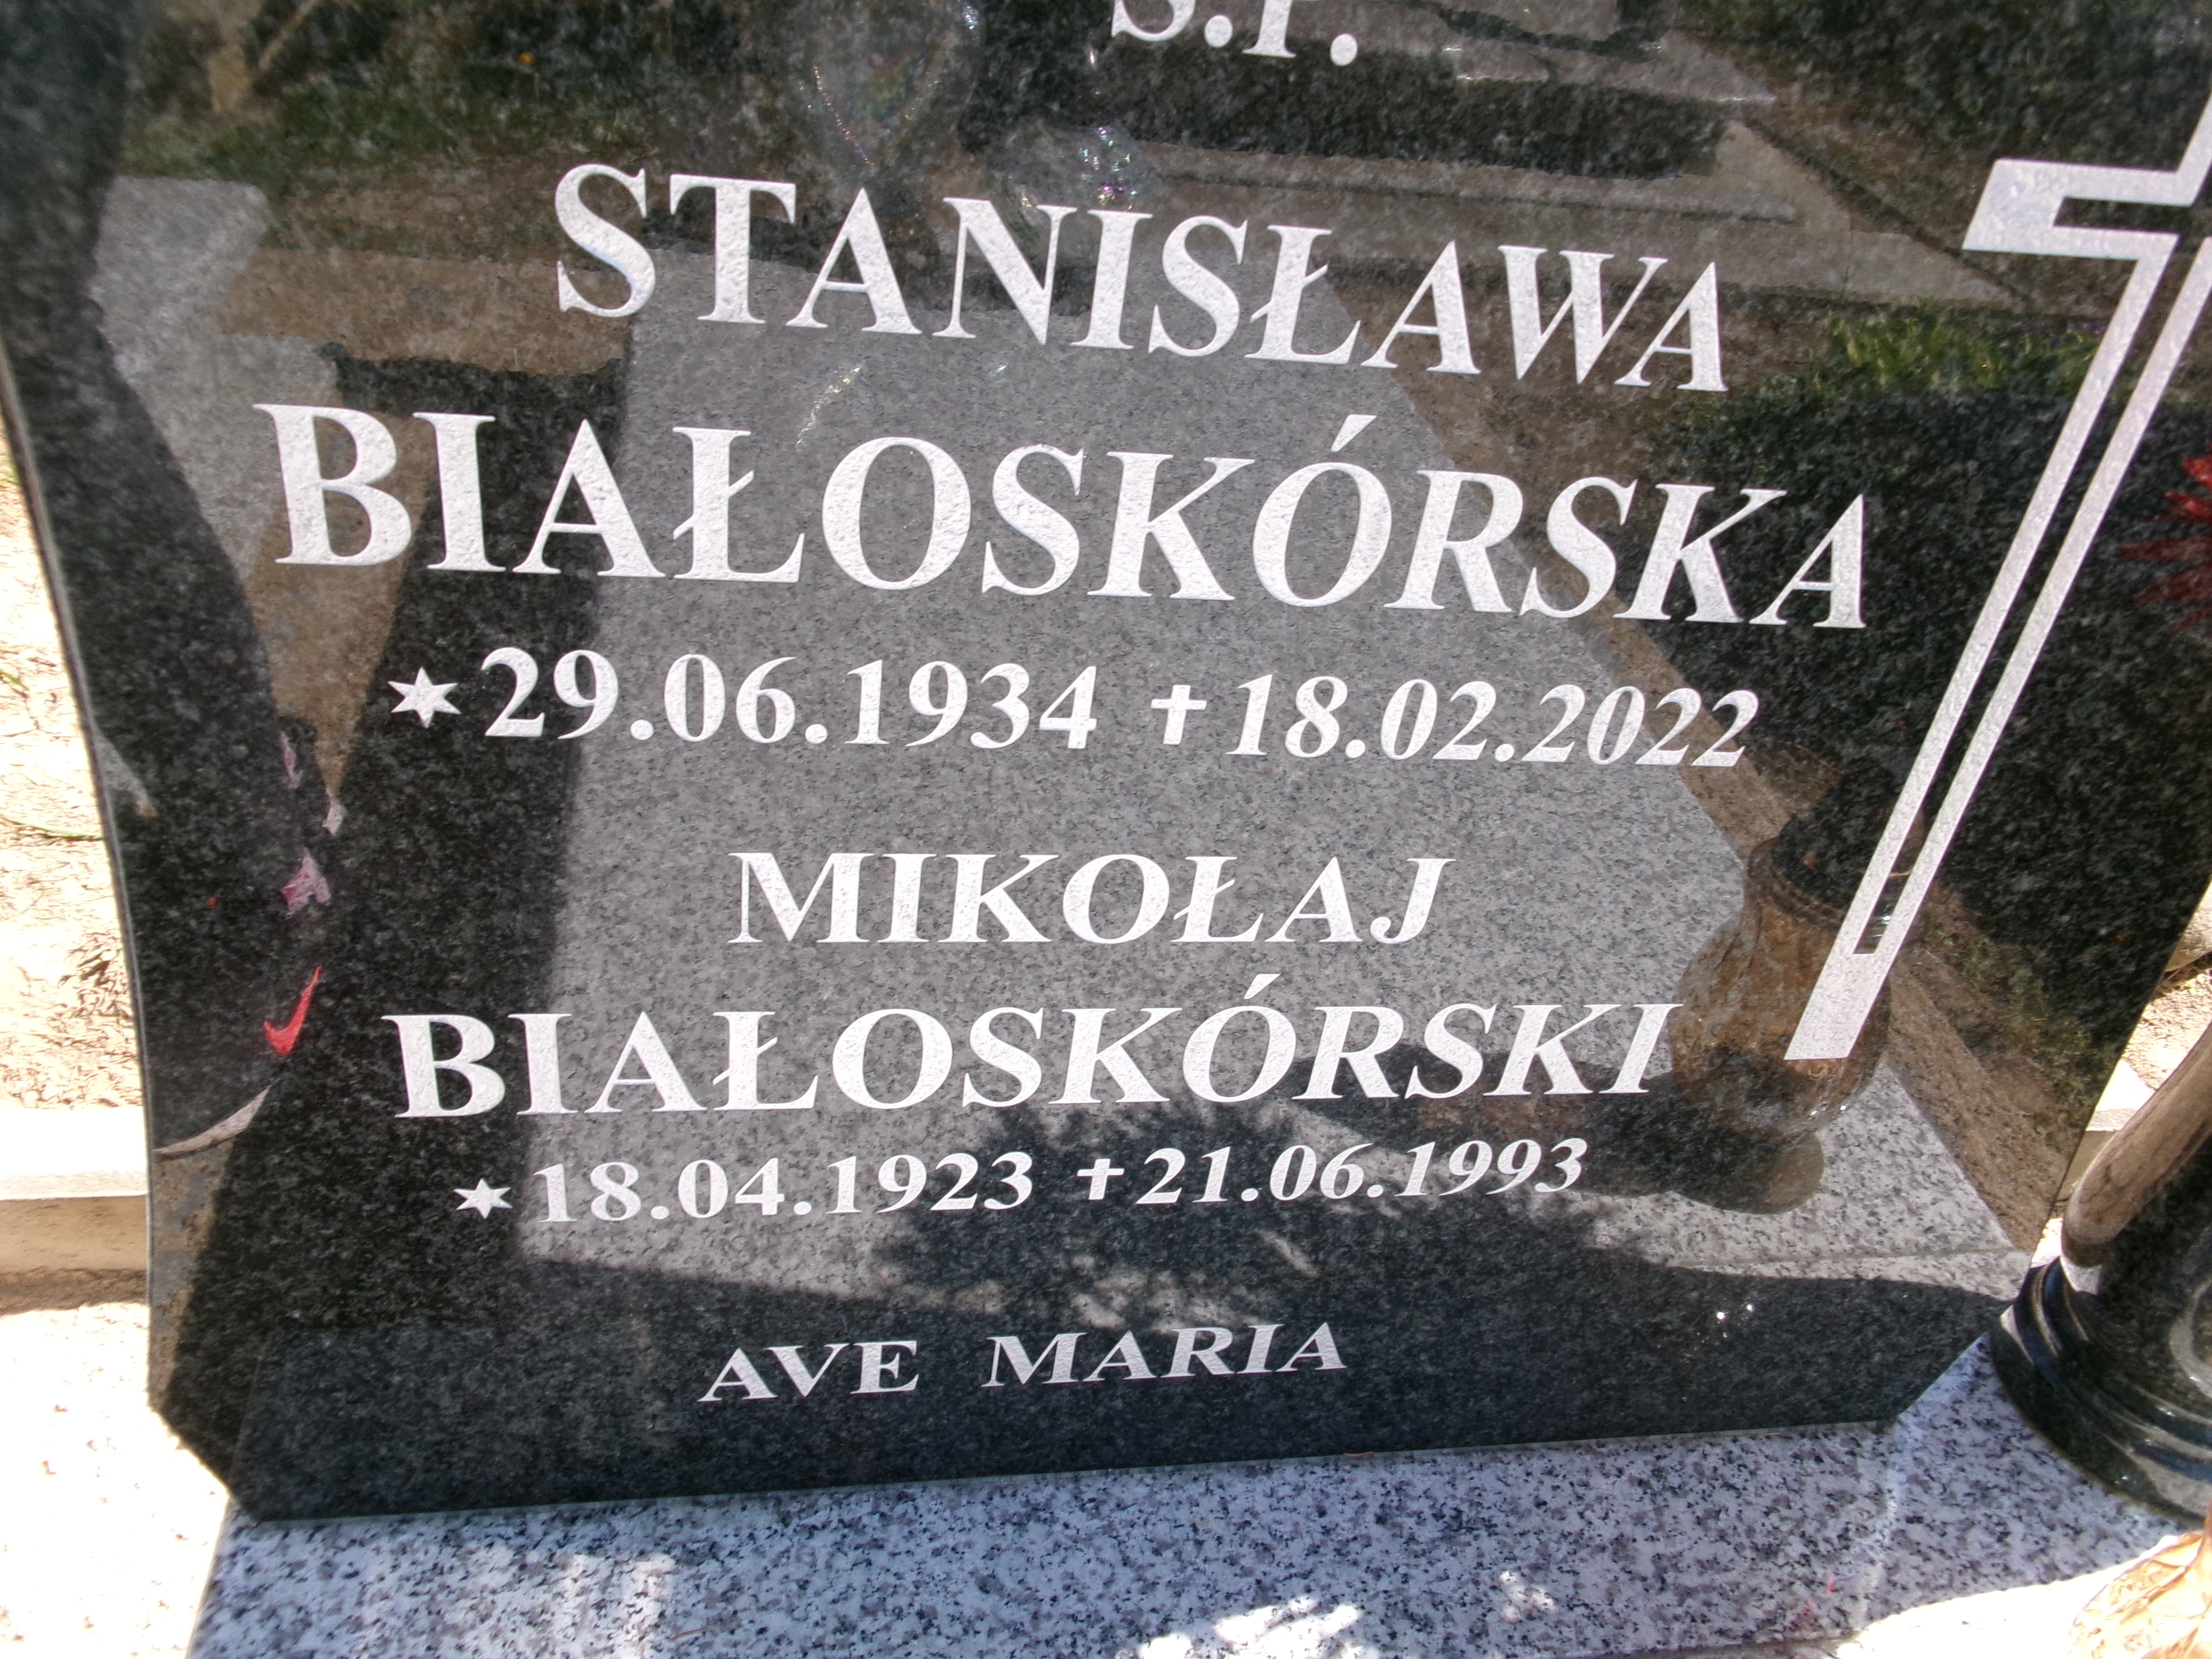 Ś.P.
STANISŁAWA
BIAŁOSKÓRSKA
*29.06.1934 +18.02.2022
MIKOŁAJ
BIAŁOSKÓRSKI
*18.04.1923 +21.06.1993
AVE MARIA